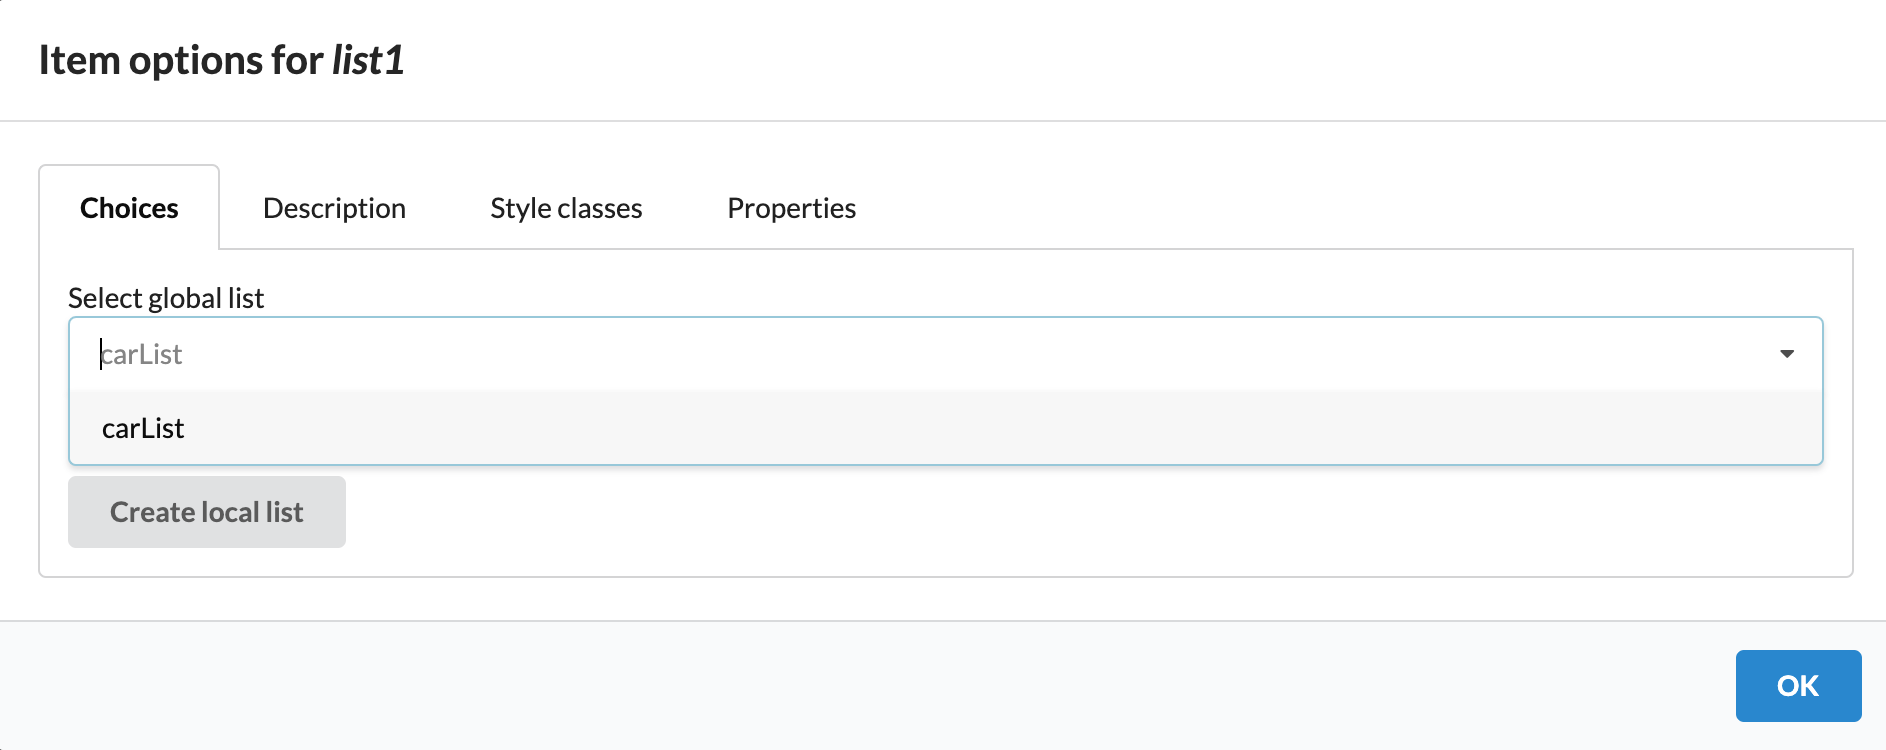 Item options for list1
Choices Description Style classes Properties
Select global list
carList
carList
Create local list
OK